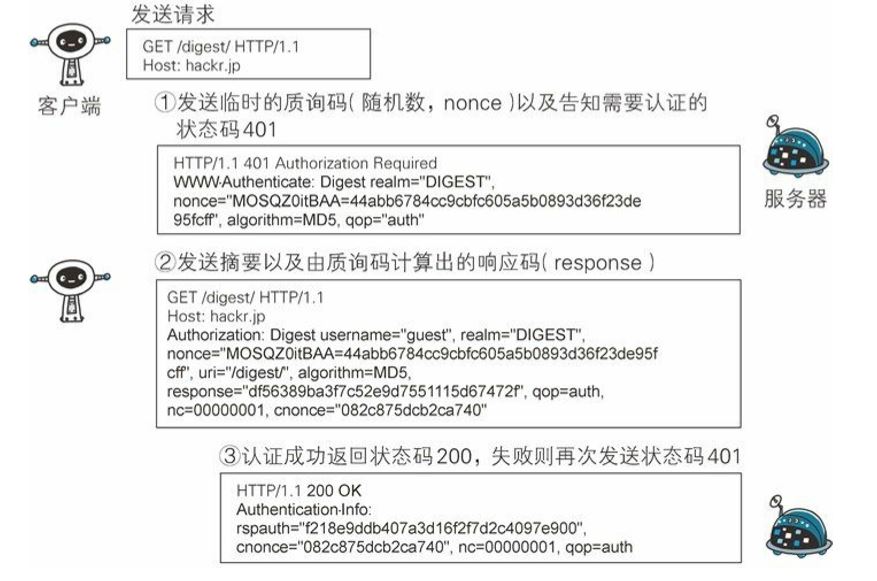 发送请求
GET /digest/ HTTP/1.1
Host: hackr.jp
客户端
①发送临时的质询码(随机数，nonce)以及告知需要认证的
状态码401
HTTP/1.1 401 Authorization Required
WWW-Authenticate: Digest realm="DIGEST",
nonce="MOSQZ0itBAA=44abb6784cc9cbfc605a5b0893d36f23de
95fcff", algorithm=MD5, qop="auth"
服务器
②发送摘要以及由质询码计算出的响应码(response)
GET /digest/ HTTP/1.1
Host: hackr.jp
Authorization: Digest username="guest", realm="DIGEST",
nonce="MOSQZ0itBAA=44abb6784cc9cbfc605a5b0893d36f23de95f
cff", uri="/digest/", algorithm=MD5,
response="df56389ba3f7c52e9d7551115d67472f", qop=auth,
nc=00000001, cnonce="082c875dcb2ca740"
③认证成功返回状态码200，失败则再次发送状态码401
HTTP/1.1 200 OK
Authentication-Info:
rspauth="f218e9ddb407a3d16f2f7d2c4097e900",
cnonce="082c875dcb2ca740", nc=00000001, qop=auth